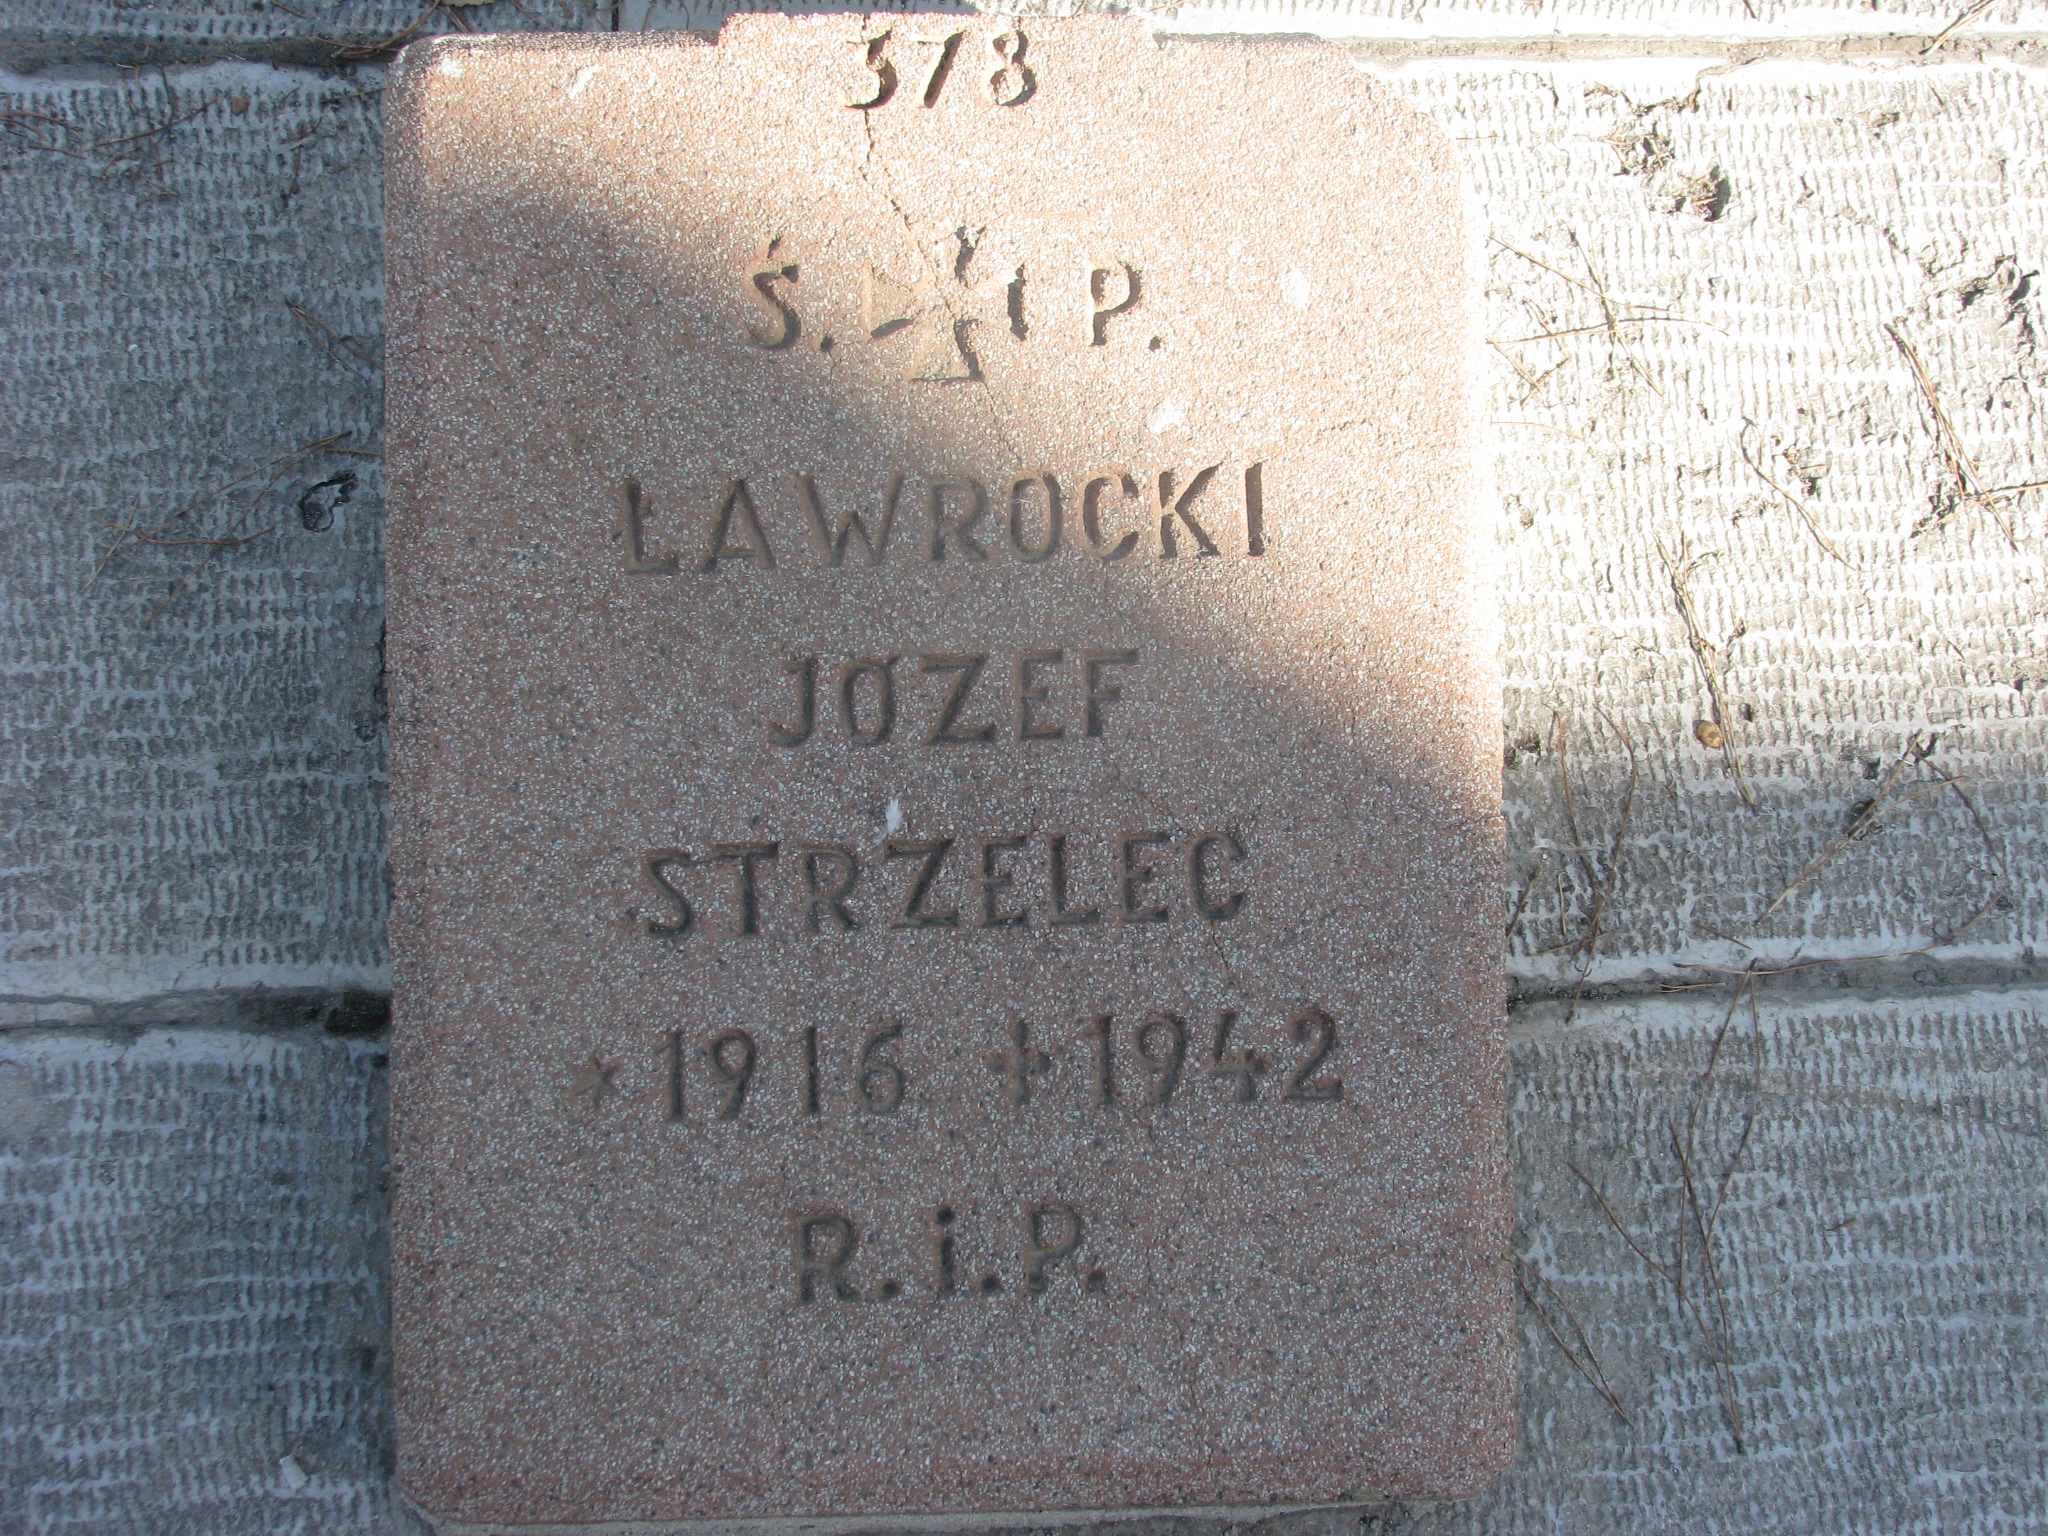 378
Ś. P.
ŁAWROCKI
JÓZEF
STRZELEC
* 1916 ✝ 1942
R.i.P.